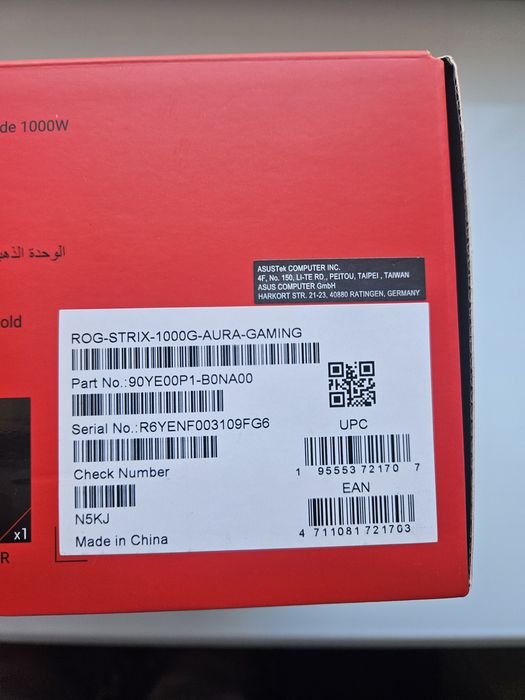 de 1000W
الوحدة الذهبي
old
ASUSTek COMPUTER INC.
4F, No. 150, LI-TE RD., PEITOU, TAIPEI , TAIWAN
ASUS COMPUTER GmbH
HARKORT STR. 21-23, 40880 RATINGEN, GERMANY
ROG-STRIX-1000G-AURA-GAMING
Part No.:90YE00P1-B0NA00
Serial No.:R6YENF003109FG6
UPC
1 95553 72170 7
Check Number
EAN
N5KJ
4 711081 721703
Made in China
x1
R